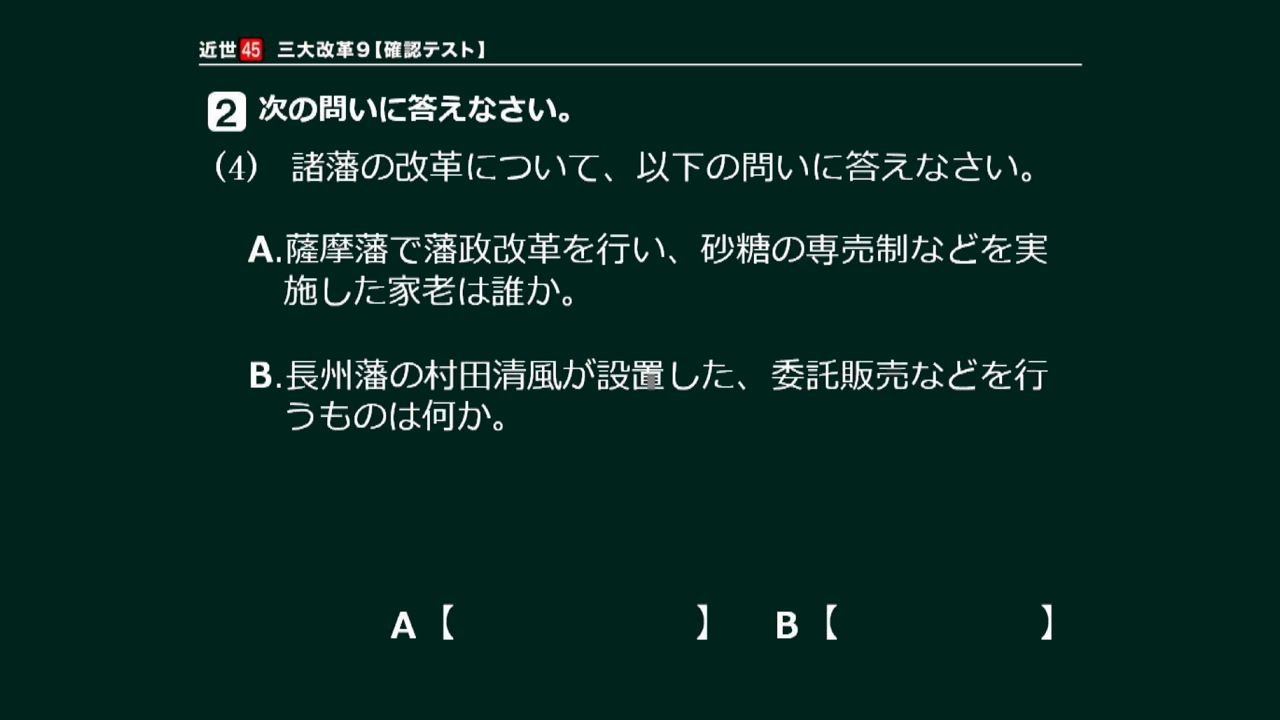 近世45 三大改革9【確認テスト】
2 次の問いに答えなさい。
(4) 諸藩の改革について、以下の問いに答えなさい。
A.薩摩藩で藩政改革を行い、砂糖の専売制などを実
施した家老は誰か。
B.長州藩の村田清風が設置した、委託販売などを行
うものは何か。
A【 】 B【 】